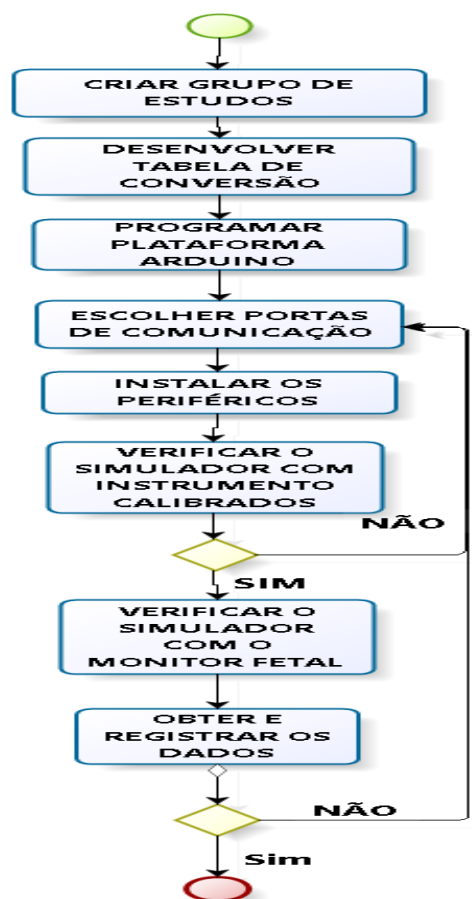 CRIAR GRUPO DE
ESTUDOS
DESENVOLVER
TABELA DE
CONVERSÃO
PROGRAMAR
PLATAFORMA
ARDUINO
ESCOLHER PORTAS
DE COMUNICAÇÃO
INSTALAR OS
PERIFÉRICOS
VERIFICAR O
SIMULADOR COM
INSTRUMENTO
CALIBRADOS
NÃO
SIM
VERIFICAR O
SIMULADOR
COM O
MONITOR FETAL
OBTER E
REGISTRAR OS
DADOS
NÃO
Sim